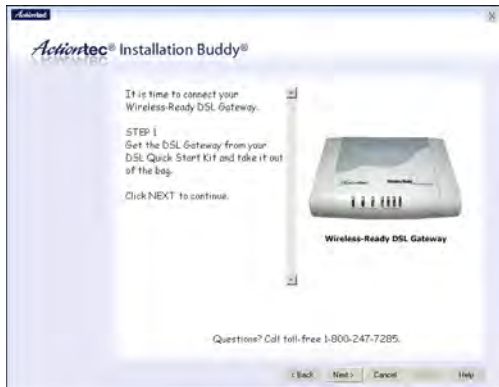 Actiontec
Actiontec® Installation Buddy®
It is time to connect your
Wireless-Ready DSL Gateway.
STEP 1
Get the DSL Gateway from your
DSL Quick Start Kit and take it out
of the bag.
Click NEXT to continue.
Wireless-Ready DSL Gateway
Questions? Call toll-free 1-800-247-7285.
< Back Next > Cancel Help